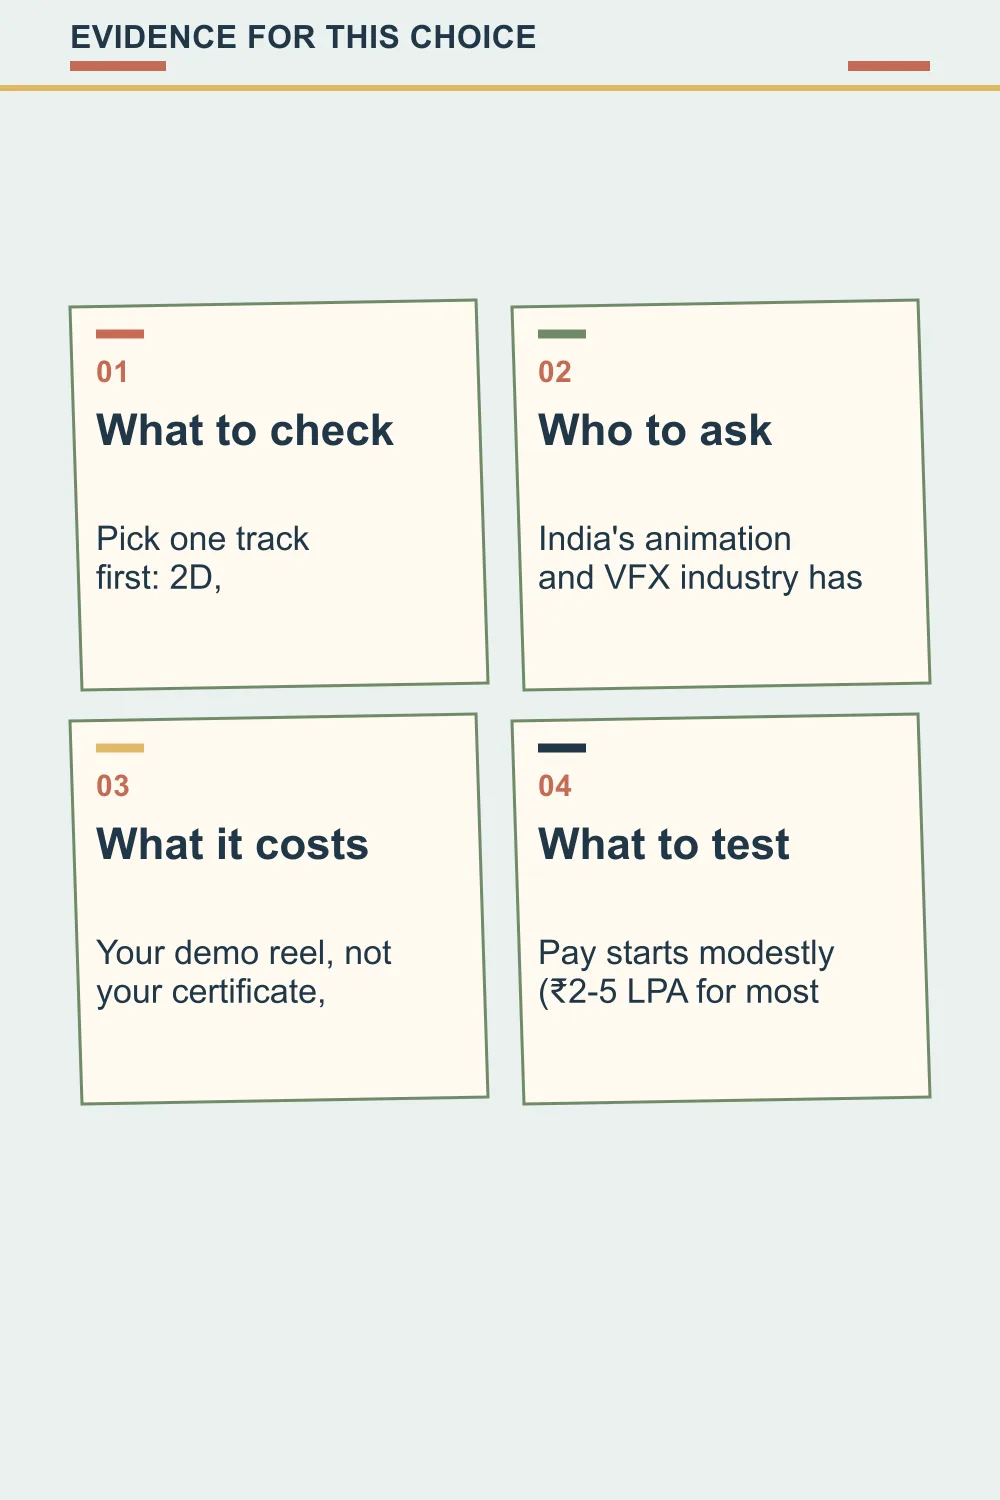 EVIDENCE FOR THIS CHOICE
01
What to check
Pick one track
first: 2D,
02
Who to ask
India's animation
and VFX industry has
03
What it costs
Your demo reel, not
your certificate,
04
What to test
Pay starts modestly
(₹2-5 LPA for most